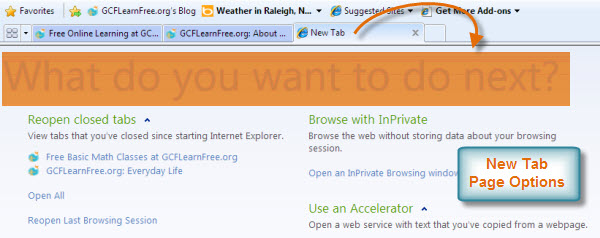 Favorites GCFLearnFree.org's Blog Weather in Raleigh, N... Suggested Sites Get More Add-ons
Free Online Learning at GC... GCFLearnFree.org: About ... New Tab x
What do you want to do next?
Reopen closed tabs
View tabs that you've closed since starting Internet Explorer.
Free Basic Math Classes at GCFLearnFree.org
GCFLearnFree.org: Everyday Life
Open All
Reopen Last Browsing Session
Browse with InPrivate
Browse the web without storing data about your browsing
session.
Open an InPrivate Browsing window
New Tab
Page Options
Use an Accelerator
Open a web service with text that you've copied from a webpage.